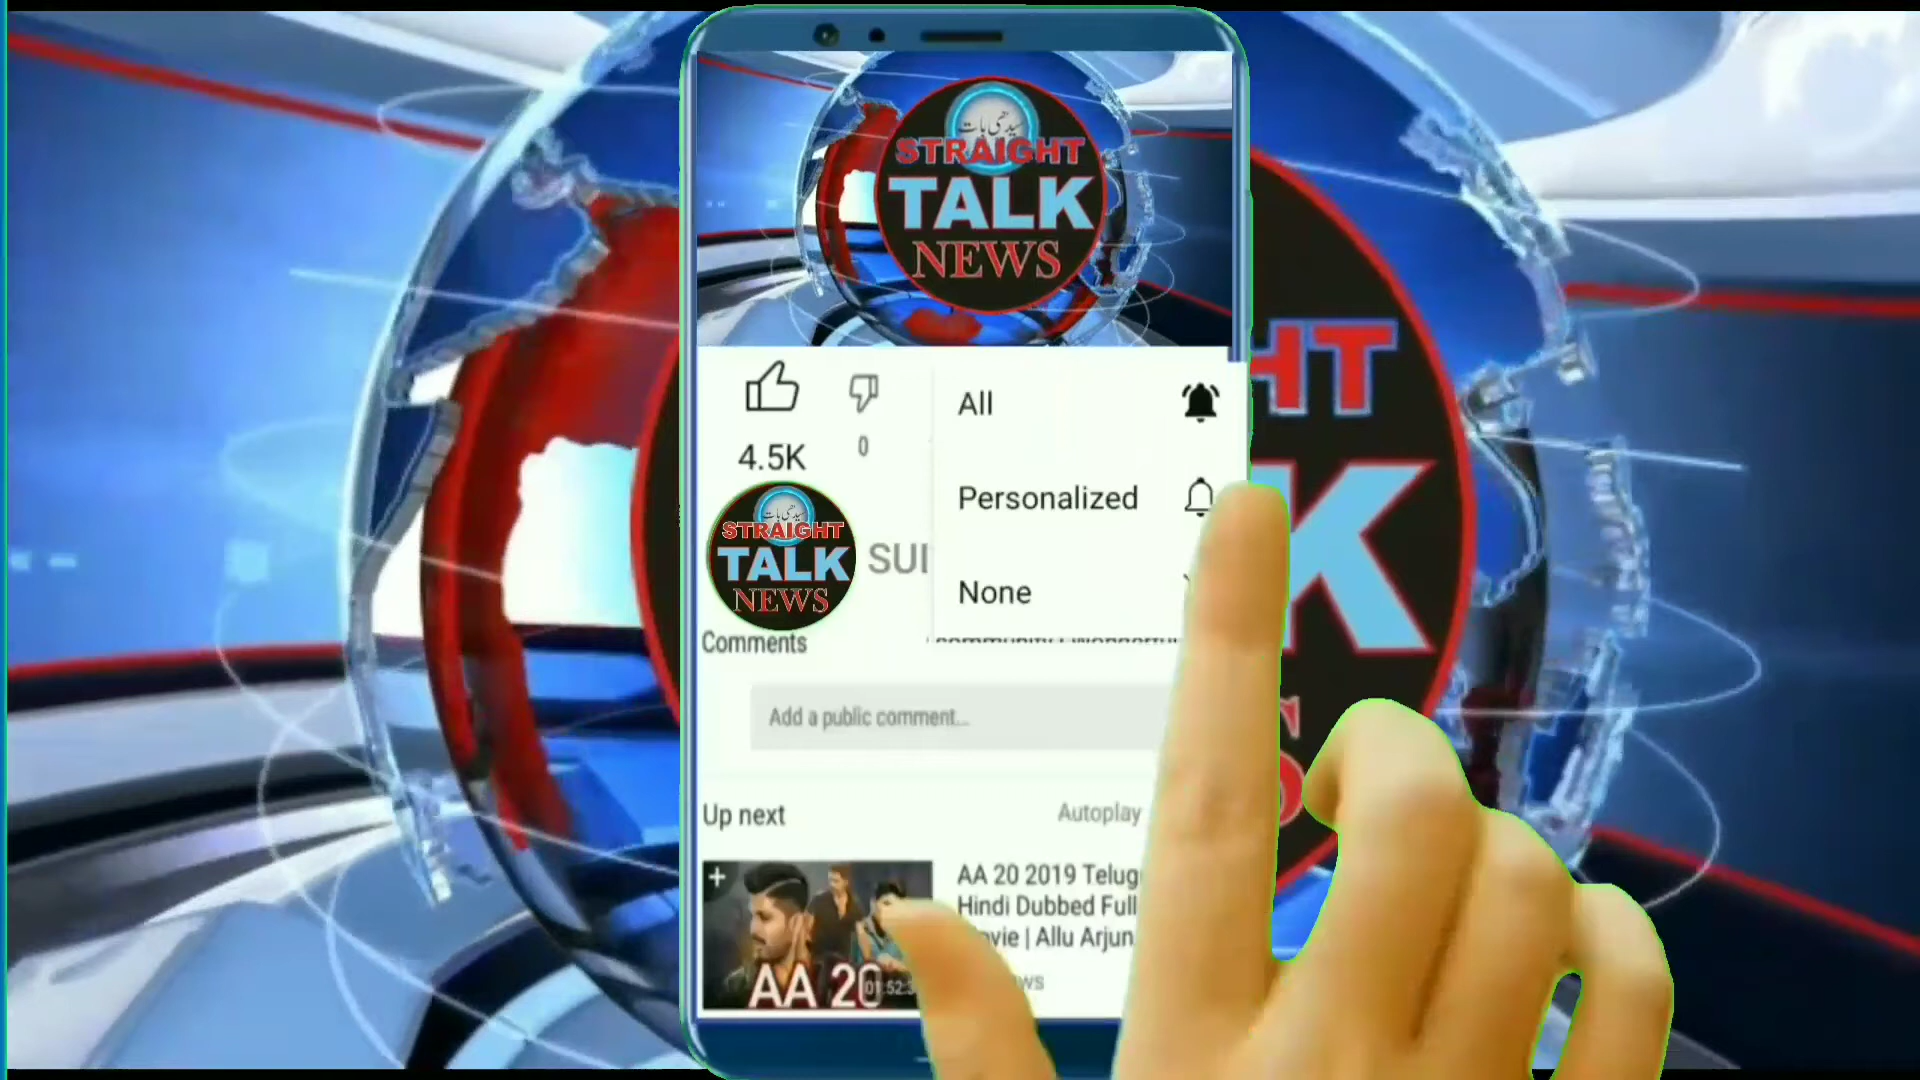 سیدھی بات
STRAIGHT
TALK
NEWS
All
4.5K
0
Personalized
سیدھی بات
STRAIGHT
TALK
NEWS
None
Comments
Add a public comment...
Up next
Autoplay
AA 20 2019 Telug
Hindi Dubbed Full
Allu Arjun
AA 20
HT
K